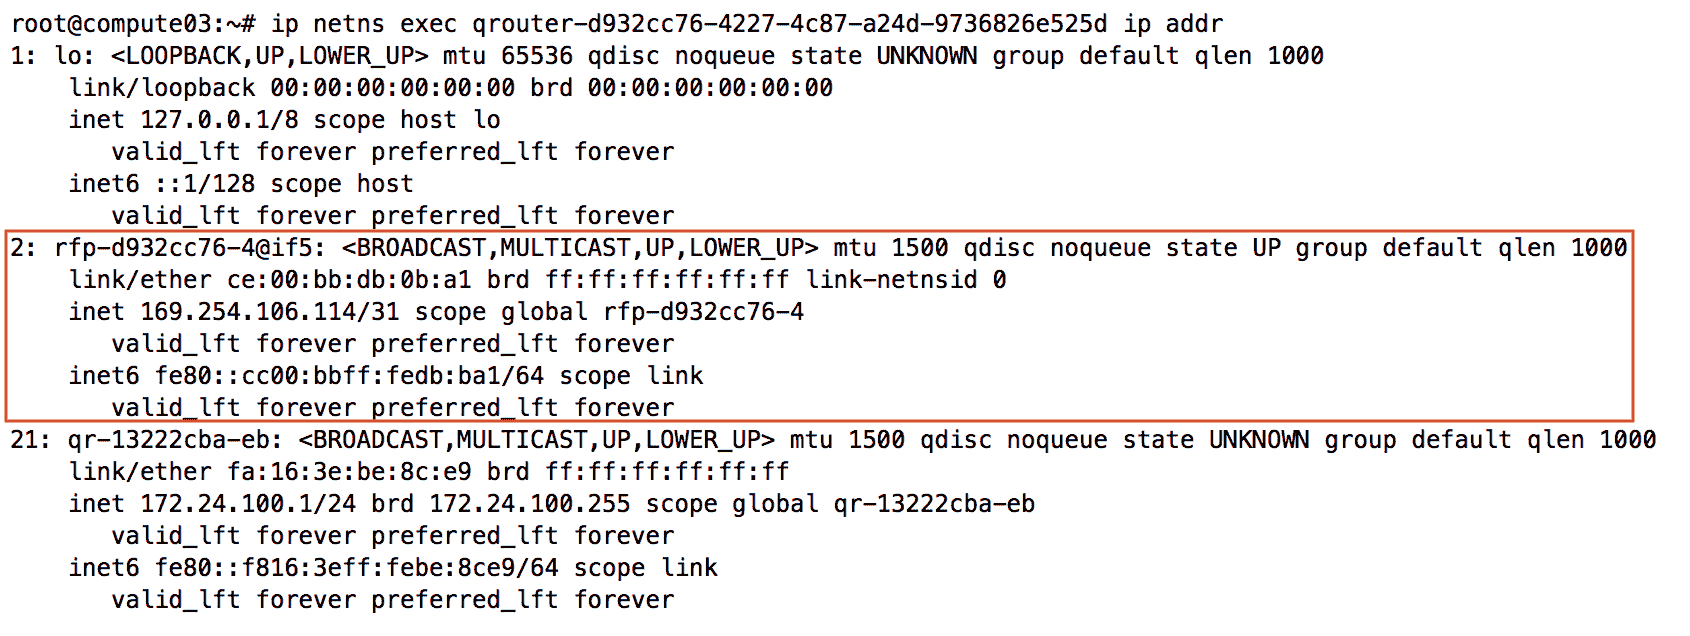 root@compute03:~# ip netns exec qrouter-d932cc76-4227-4c87-a24d-9736826e525d ip addr
1: lo: <LOOPBACK,UP,LOWER_UP> mtu 65536 qdisc noqueue state UNKNOWN group default qlen 1000
    link/loopback 00:00:00:00:00:00 brd 00:00:00:00:00:00
    inet 127.0.0.1/8 scope host lo
       valid_lft forever preferred_lft forever
    inet6 ::1/128 scope host
       valid_lft forever preferred_lft forever
2: rfp-d932cc76-4@if5: <BROADCAST,MULTICAST,UP,LOWER_UP> mtu 1500 qdisc noqueue state UP group default qlen 1000
    link/ether ce:00:bb:db:0b:a1 brd ff:ff:ff:ff:ff:ff link-netnsid 0
    inet 169.254.106.114/31 scope global rfp-d932cc76-4
       valid_lft forever preferred_lft forever
    inet6 fe80::cc00:bbff:fedb:ba1/64 scope link
       valid_lft forever preferred_lft forever
21: qr-13222cba-eb: <BROADCAST,MULTICAST,UP,LOWER_UP> mtu 1500 qdisc noqueue state UNKNOWN group default qlen 1000
    link/ether fa:16:3e:be:8c:e9 brd ff:ff:ff:ff:ff:ff
    inet 172.24.100.1/24 brd 172.24.100.255 scope global qr-13222cba-eb
       valid_lft forever preferred_lft forever
    inet6 fe80::f816:3eff:febe:8ce9/64 scope link
       valid_lft forever preferred_lft forever